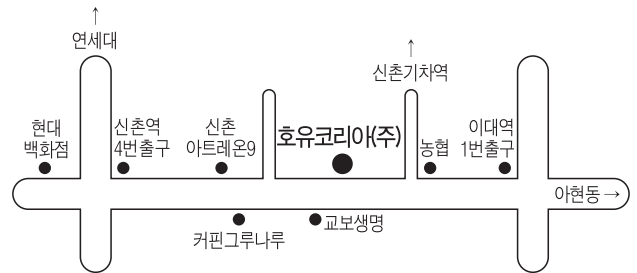 ↑
연세대
↑
신촌기차역
현대
백화점
신촌역
4번출구
신촌
아트레온9
호유코리아(주)
농협
이대역
1번출구
아현동→
커핀그루나루
교보생명